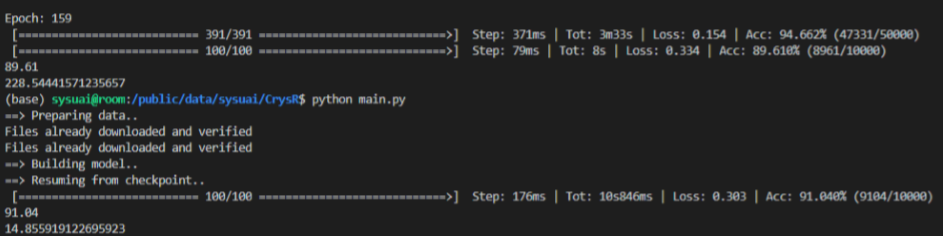 Epoch: 159
[=========================== 391/391 ============================>]  Step: 371ms | Tot: 3m33s | Loss: 0.154 | Acc: 94.662% (47331/50000)
[=========================== 100/100 ============================>]  Step: 79ms | Tot: 8s | Loss: 0.334 | Acc: 89.610% (8961/10000)
89.61
228.54441571235657
(base) sysuai@room:/public/data/sysuai/CrysR$ python main.py
==> Preparing data..
Files already downloaded and verified
Files already downloaded and verified
==> Building model..
==> Resuming from checkpoint..
[=========================== 100/100 ============================>]  Step: 176ms | Tot: 10s846ms | Loss: 0.303 | Acc: 91.040% (9104/10000)
91.04
14.855919122695923